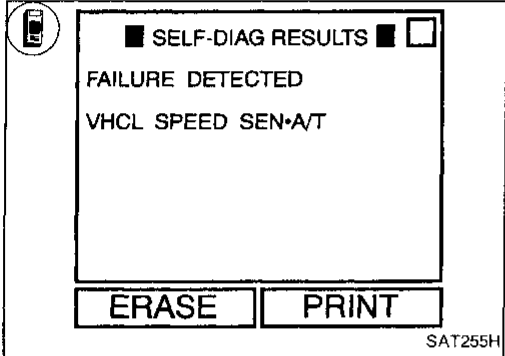 SELF-DIAG RESULTS
FAILURE DETECTED
VHCL SPEED SEN•A/T
ERASE PRINT
SAT255H